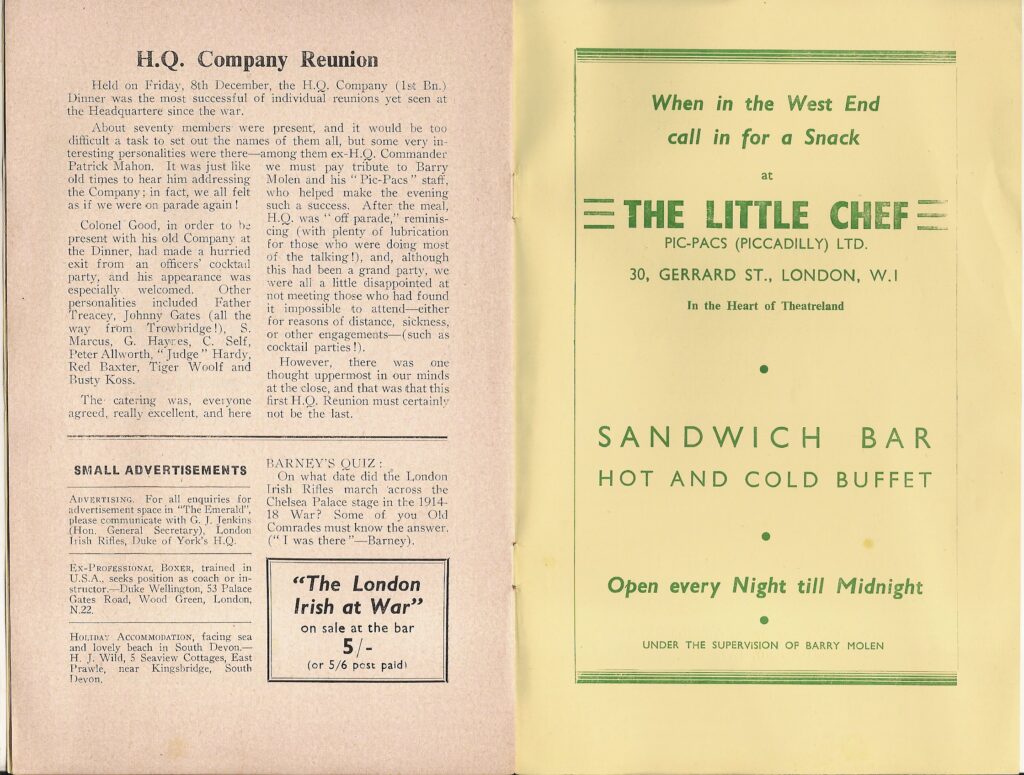 H.Q. Company Reunion
Held on Friday, 8th December, the H.Q. Company (1st Bn.)
Dinner was the most successful of individual reunions yet seen at
the Headquartere since the war.
About seventy members were present, and it would be too
difficult a task to set out the names of them all, but some very in-
teresting personalities were there—among them ex-H.Q. Commander
Patrick Mahon. It was just like
old times to hear him addressing
the Company; in fact, we all felt
as if we were on parade again!
Colonel Good, in order to be
present with his old Company at
the Dinner, had made a hurried
exit from an officers' cocktail
party, and his appearance was
especially welcomed. Other
personalities included Father
Treacey, Johnny Gates (all the
way from Trowbridge!), S.
Marcus, G. Haynes, C. Self,
Peter Allworth, "Judge" Hardy,
Red Baxter, Tiger Woolf and
Busty Koss.
The catering was, everyone
agreed, really excellent, and here
we must pay tribute to Barry
Molen and his "Pic-Pacs" staff,
who helped make the evening
such a success. After the meal,
H.Q. was "off parade," reminis-
cing (with plenty of lubrication
for those who were doing most
of the talking!), and, although
this had been a grand party, we
were all a little disappointed at
not meeting those who had found
it impossible to attend—either
for reasons of distance, sickness,
or other engagements—(such as
cocktail parties!).
However, there was one
thought uppermost in our minds
at the close, and that was that this
first H.Q. Reunion must certainly
not be the last.
SMALL ADVERTISEMENTS
ADVERTISING. For all enquiries for
advertisement space in "The Emerald",
please communicate with G. J. Jenkins
(Hon. General Secretary), London
Irish Rifles, Duke of York's H.Q.
EX-PROFESSIONAL BOXER, trained in
U.S.A., seeks position as coach or in-
structor.—Duke Wellington, 53 Palace
Gates Road, Wood Green, London,
N.22.
HOLIDAY ACCOMMODATION, facing sea
and lovely beach in South Devon.—
H. J. Wild, 5 Seaview Cottages, East
Prawle, near Kingsbridge, South
Devon.
BARNEY'S QUIZ:
On what date did the London
Irish Rifles march across the
Chelsea Palace stage in the 1914-
18 War? Some of you Old
Comrades must know the answer.
("I was there"—Barney).
"The London
Irish at War"
on sale at the bar
5/-
(or 5/6 post paid)
When in the West End
call in for a Snack
at
THE LITTLE CHEF
PIC-PACS (PICCADILLY) LTD.
30, GERRARD ST., LONDON, W.I
In the Heart of Theatreland
SANDWICH BAR
HOT AND COLD BUFFET
Open every Night till Midnight
UNDER THE SUPERVISION OF BARRY MOLEN